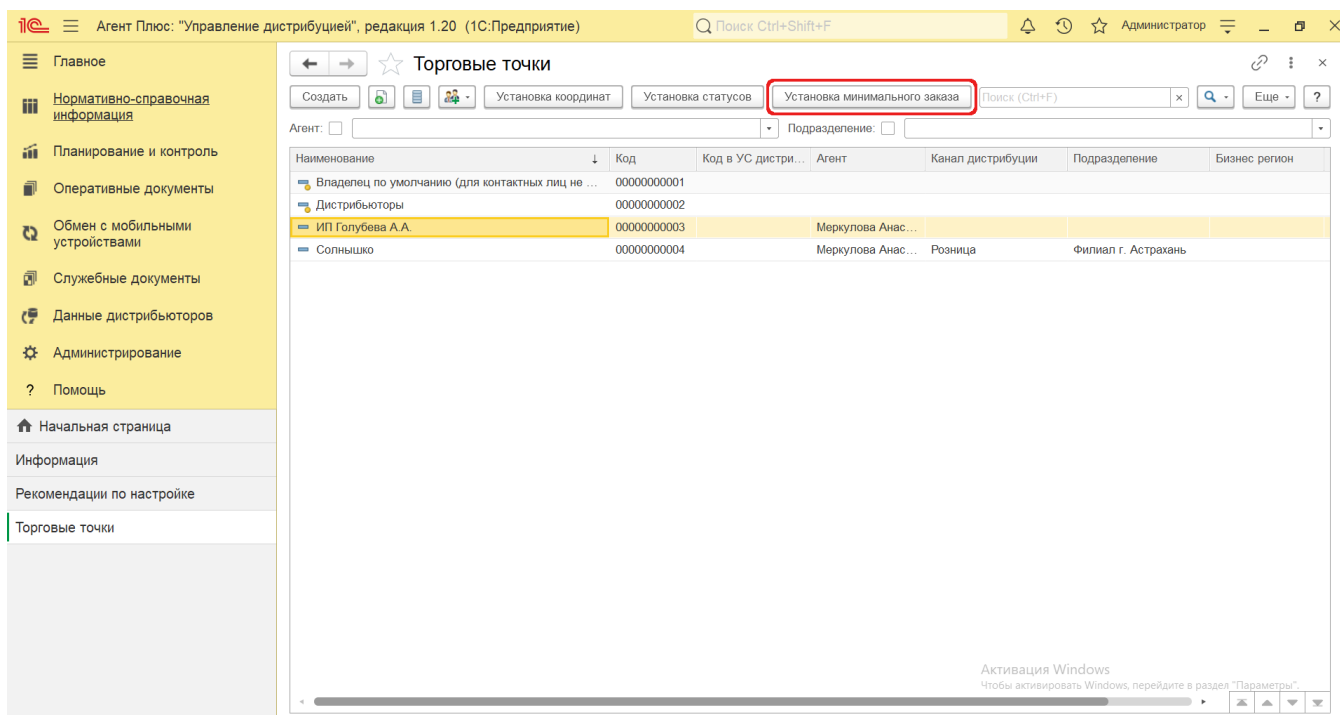 Агент Плюс: "Управление дистрибуцией", редакция 1.20 (1С:Предприятие)
Поиск Ctrl+Shift+F
Администратор
Главное
Нормативно-справочная
информация
Планирование и контроль
Оперативные документы
Обмен с мобильными
устройствами
Служебные документы
Данные дистрибьюторов
Администрирование
? Помощь
Начальная страница
Информация
Рекомендации по настройке
Торговые точки
Торговые точки
Создать Установка координат Установка статусов Установка минимального заказа Поиск (Ctrl+F) Еще ?
Агент: Подразделение:
Наименование Код Код в УС дистри... Агент Канал дистрибуции Подразделение Бизнес регион
Владелец по умолчанию (для контактных лиц не ... 00000000001
Дистрибьюторы 00000000002
ИП Голубева А.А. 00000000003 Меркулова Анас...
Солнышко 00000000004 Меркулова Анас... Розница Филиал г. Астрахань
Активация Windows
Чтобы активировать Windows, перейдите в раздел "Параметры".